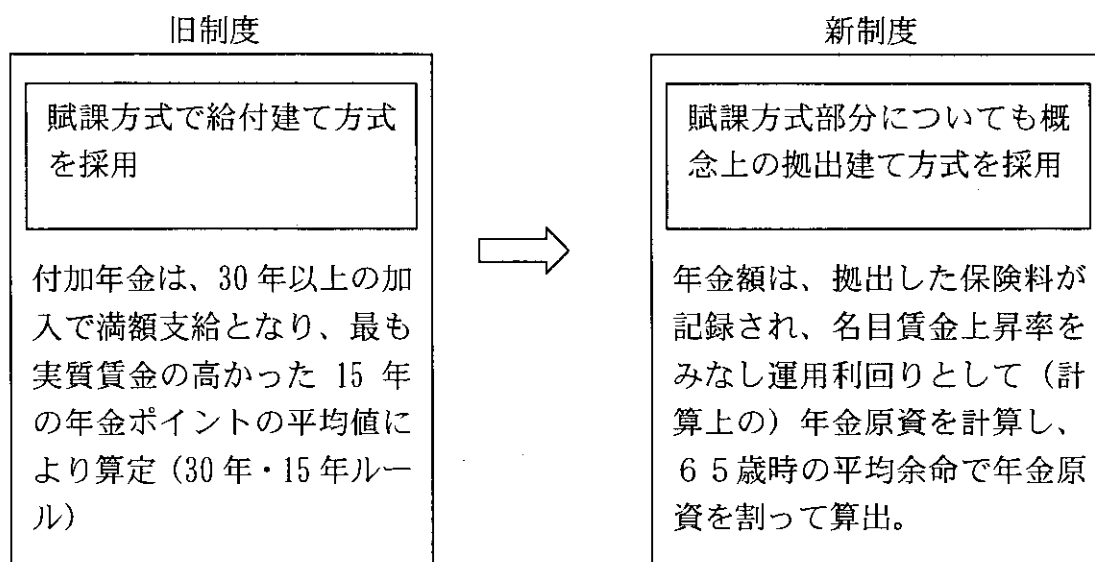 旧制度
賦課方式で給付建て方式
を採用
付加年金は、30年以上の加
入で満額支給となり、最も
実質賃金の高かった 15 年
の年金ポイントの平均値に
より算定（30年・15年ルー
ル）
新制度
賦課方式部分についても概
念上の拠出建て方式を採用
年金額は、拠出した保険料が
記録され、名目賃金上昇率を
みなし運用利回りとして（計
算上の）年金原資を計算し、
６５歳時の平均余命で年金原
資を割って算出。